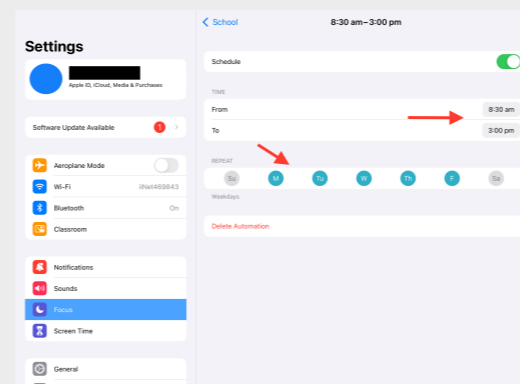 School
8:30 am–3:00 pm
Settings
Apple ID, iCloud, Media & Purchases
Software Update Available
1
Aeroplane Mode
Wi-Fi
iiNet469843
Bluetooth
On
Classroom
Notifications
Sounds
Focus
Screen Time
General
Schedule
TIME
From
8:30 am
To
3:00 pm
REPEAT
Su M Tu W Th F Sa
Weekdays
Delete Automation